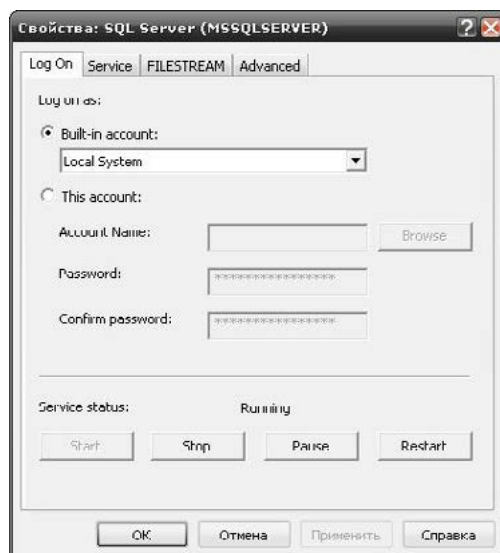 Свойства: SQL Server (MSSQLSERVER)
Log On Service FILESTREAM Advanced
Log on as:
Built-in account:
Local System
This account:
Account Name: Browse
Password: ***************
Confirm password: ***************
Service status: Running
Start Stop Pause Restart
OK Отмена Применить Справка